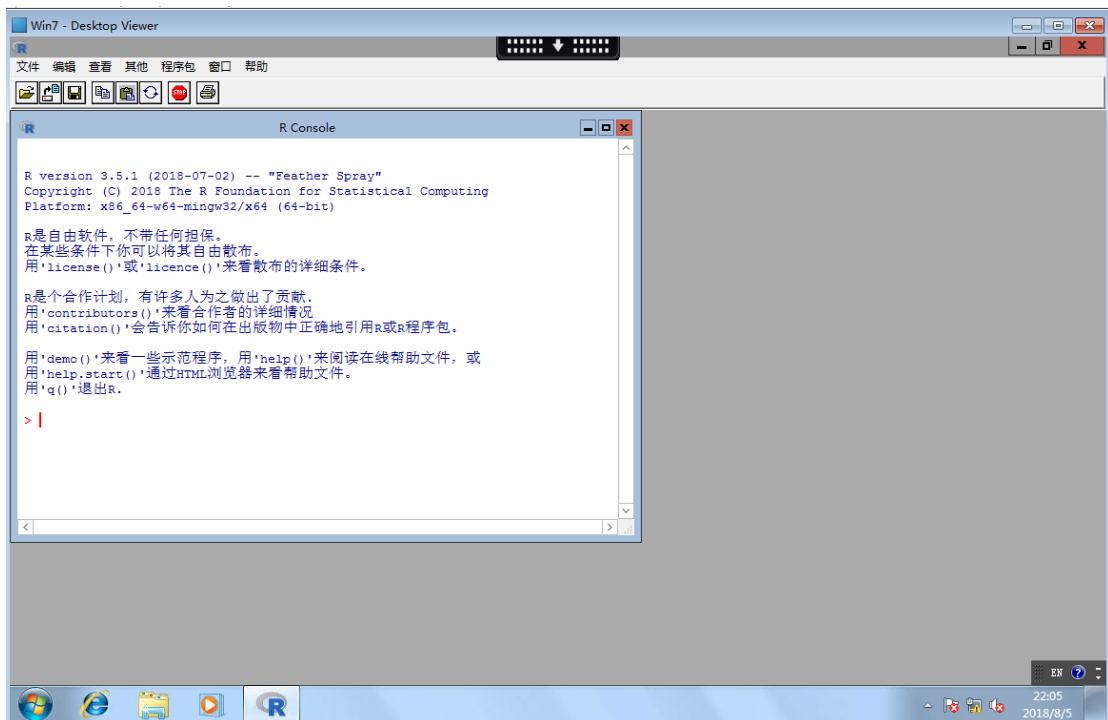 Win7 - Desktop Viewer
文件 编辑 查看 其他 程序包 窗口 帮助
STOP
R Console
R version 3.5.1 (2018-07-02) -- "Feather Spray"
Copyright (C) 2018 The R Foundation for Statistical Computing
Platform: x86_64-w64-mingw32/x64 (64-bit)
R是自由软件，不带任何担保。
在某些条件下你可以将其自由散布。
用'license()'或'licence()'来看散布的详细条件。
R是个合作计划，有许多人为之做出了贡献.
用'contributors()'来看合作者的详细情况
用'citation()'会告诉你如何在出版物中正确地引用R或R程序包。
用'demo()'来看一些示范程序，用'help()'来阅读在线帮助文件，或
用'help.start()'通过HTML浏览器来看帮助文件。
用'q()'退出R.
>
EN
22:05
2018/8/5